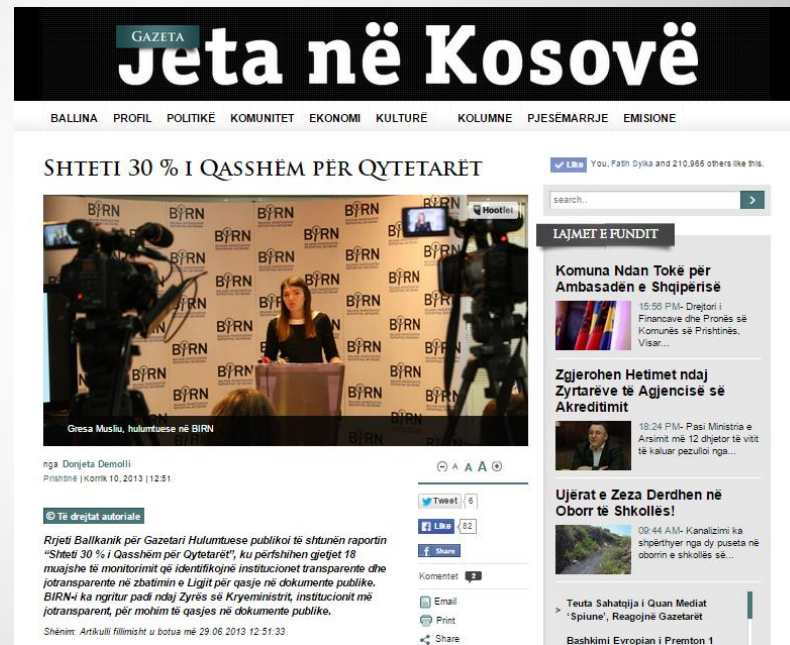 GAZETA
Jeta në Kosovë
BALLINA PROFIL POLITIKË KOMUNITET EKONOMI KULTURË KOLUMNE PJESËMARRJE EMISIONE
SHTETI 30 % I QASSHËM PËR QYTETARËT
BIRN BIRN BIRN BIRN BIRN
Hootlet
Gresa Musliu, hulumtuese në BIRN
nga Donjeta Demolli
Prishtinë | Korrik 10, 2013 | 12:51
© Të drejtat autoriale
Rrjeti Ballkanik për Gazetari Hulumtuese publikoi të shtunën raportin
“Shteti 30 % i Qasshëm për Qytetarët”, ku përfshihen gjetjet 18
muajshe të monitorimit që identifikojnë institucionet transparente dhe
jotransparente në zbatimin e Ligjit për qasje në dokumente publike.
BIRN-i ka ngritur padi ndaj Zyrës së Kryeministrit, institucionit më
jotransparent, për mohim të qasjes në dokumente publike.
Shënim: Artikulli fillimisht u botua më 29.06.2013 12:51:33
A A A
Tweet 6
Like 82
Share
Komentet 2
Email
Print
Share
Like You, Fath Sylka and 210,966 others like this.
search..
LAJMET E FUNDIT
Komuna Ndan Tokë për
Ambasadën e Shqipërisë
15:56 PM- Drejtori i
Financave dhe Pronës së
Komunës së Prishtinës,
Visar...
Zgjerohen Hetimet ndaj
Zyrtarëve të Agjencisë së
Akreditimit
18:24 PM- Pasi Ministria e
Arsimit më 12 dhjetor të vitit
të kaluar pezulloi nga...
Ujërat e Zeza Derdhen në
Oborr të Shkollës!
09:44 AM- Kanalizimi ka
shpërthyer nga dy puseta në
oborrin e shkollës së...
> Teuta Sahatqija i Quan Mediat
‘Spiune’, Reagojnë Gazetarët
Bashkimi Evropian i Premton 1